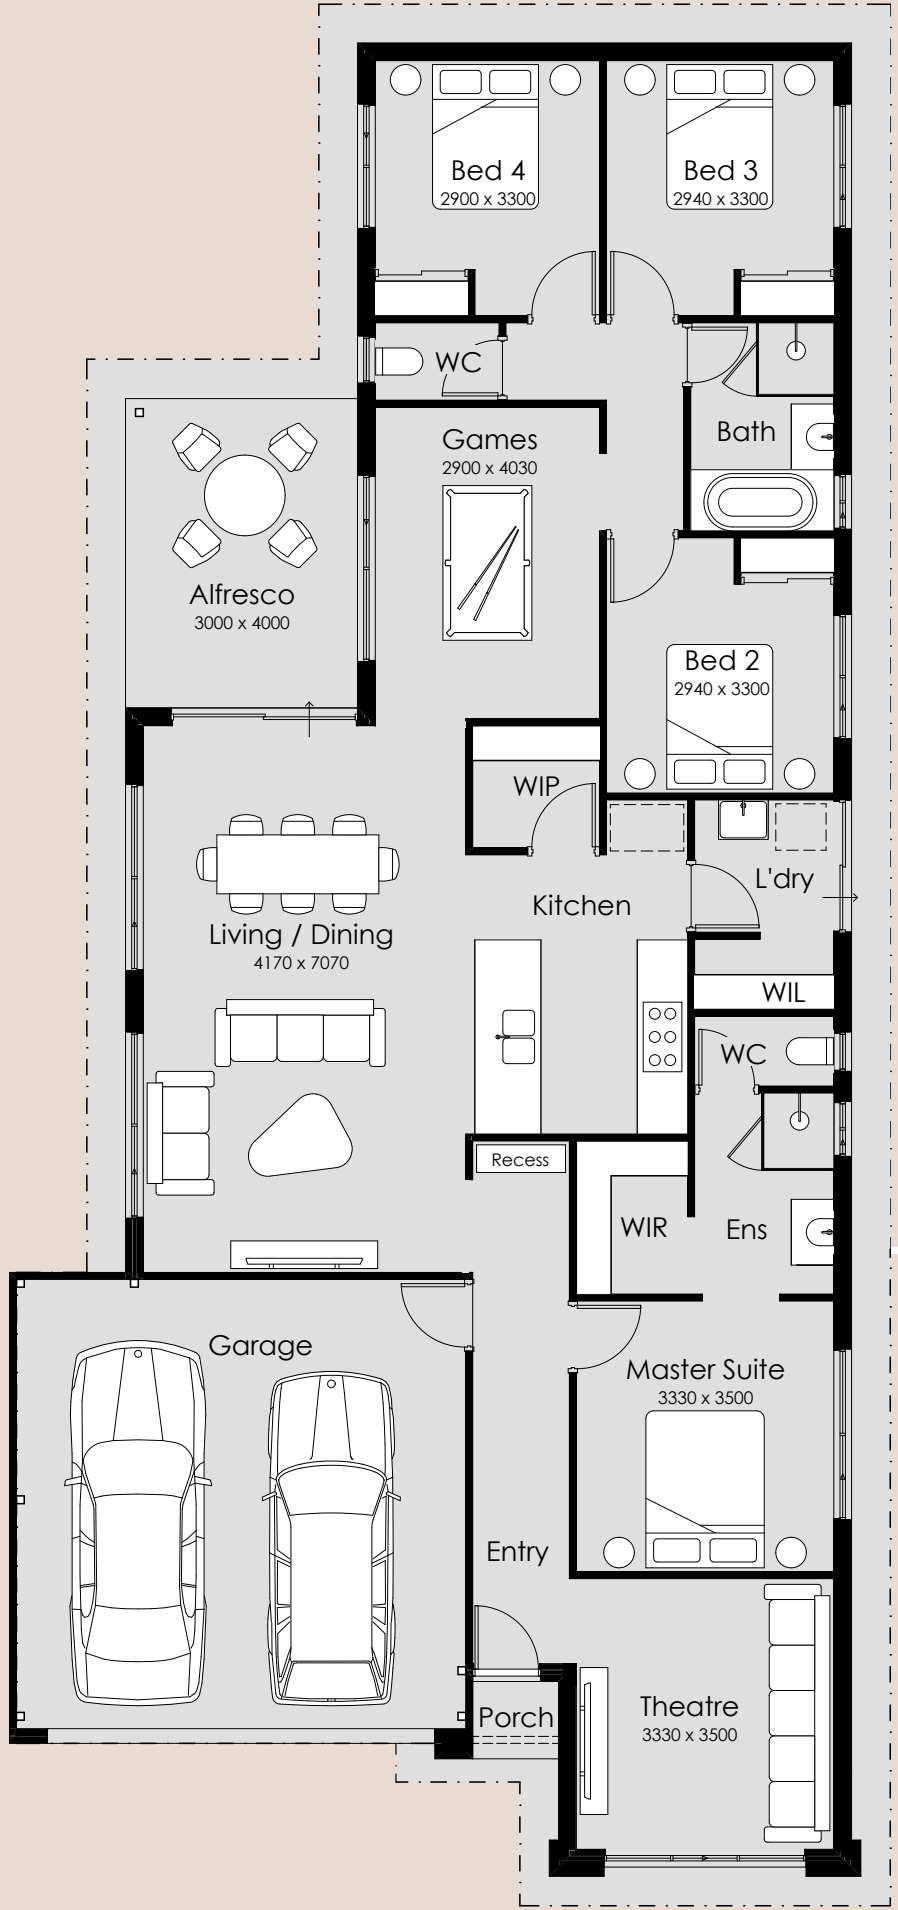 Bed 4
2900 x 3300
Bed 3
2940 x 3300
WC
Bath
Games
2900 x 4030
Alfresco
3000 x 4000
Bed 2
2940 x 3300
WIP
L'dry
Kitchen
Living / Dining
4170 x 7070
WIL
WC
Recess
WIR
Ens
Garage
Master Suite
3330 x 3500
Entry
Porch
Theatre
3330 x 3500